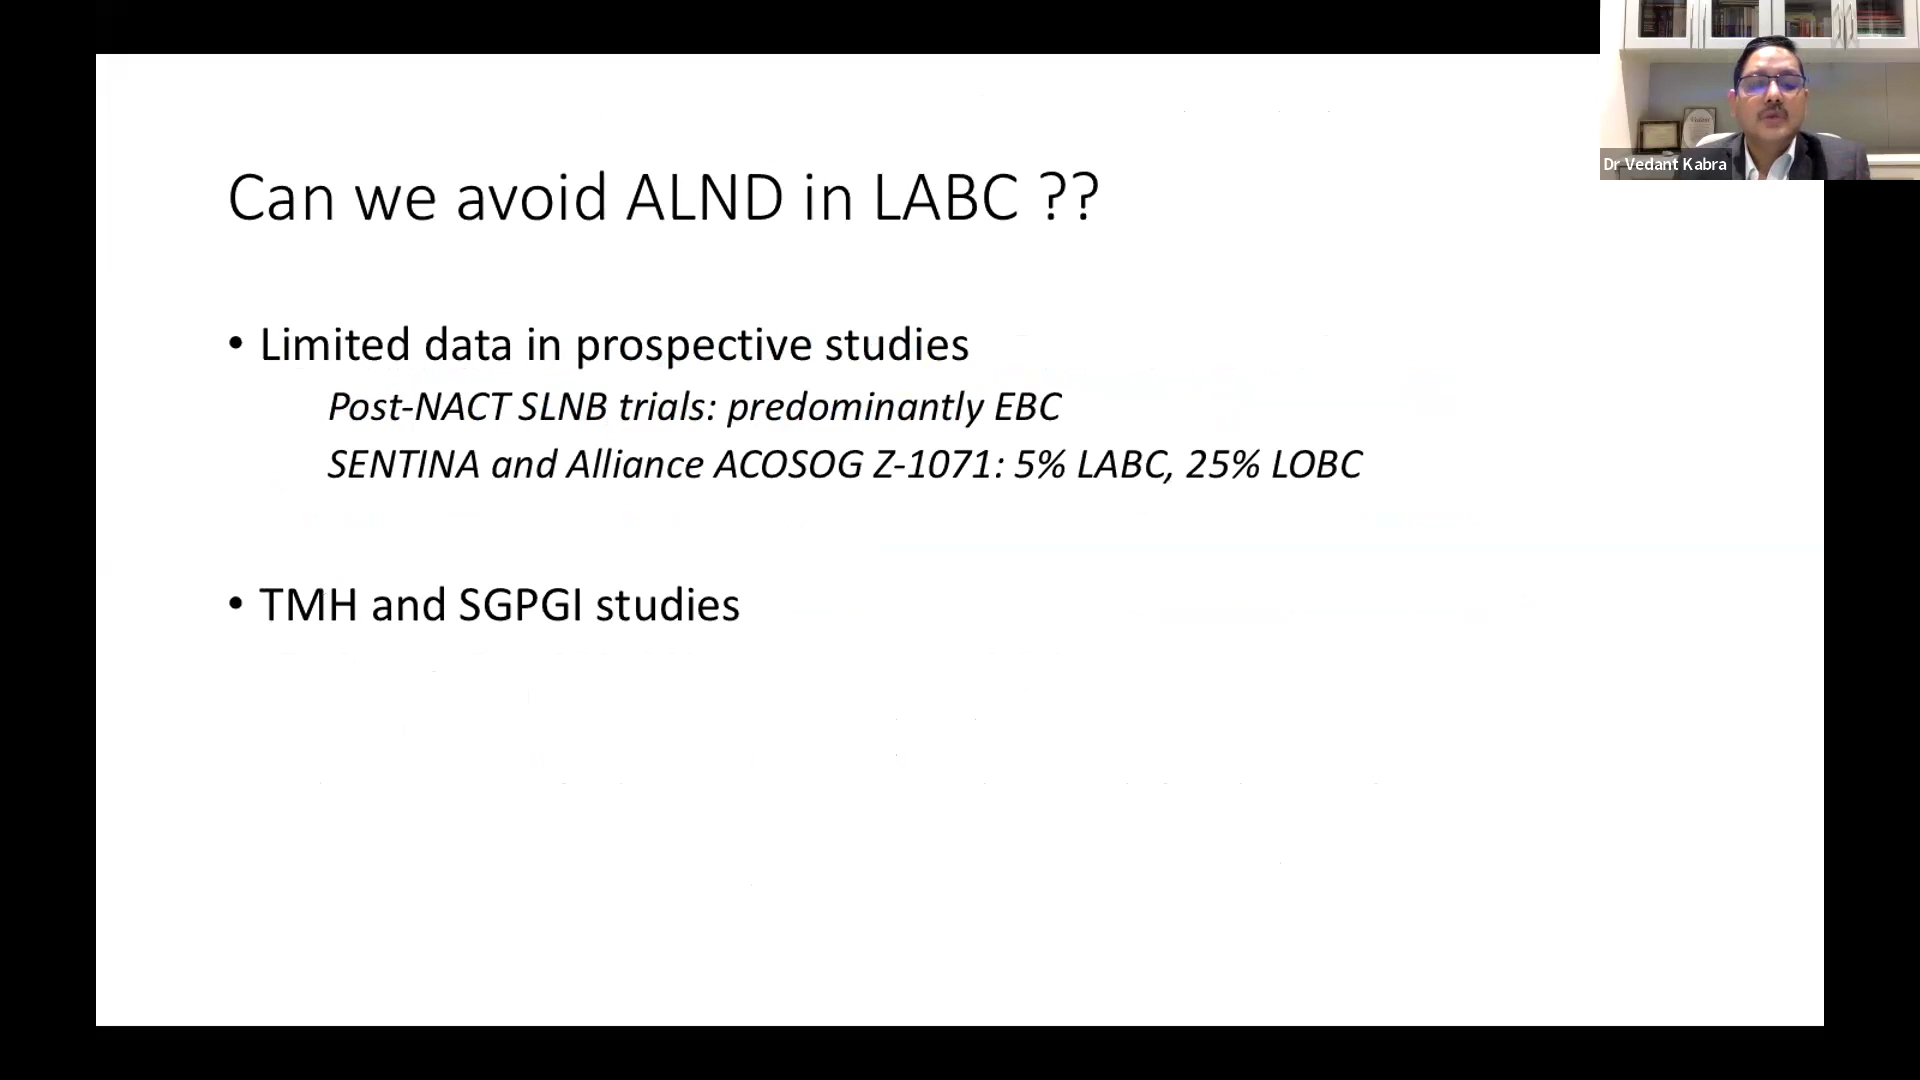 Can we avoid ALND in LABC ??
• Limited data in prospective studies
Post-NACT SLNB trials: predominantly EBC
SENTINA and Alliance ACOSOG Z-1071: 5% LABC, 25% LOBC
• TMH and SGPGI studies
Dr Vedant Kabra